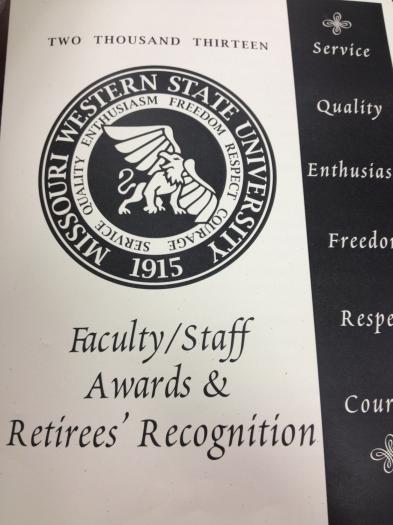 TWO THOUSAND THIRTEEN
MISSOURI WESTERN STATE UNIVERSITY
SERVICE QUALITY ENTHUSIASM FREEDOM RESPECT COURAGE
1915
Faculty/Staff
Awards &
Retirees' Recognition
Service
Quality
Enthusias
Freedo
Respe
Cour